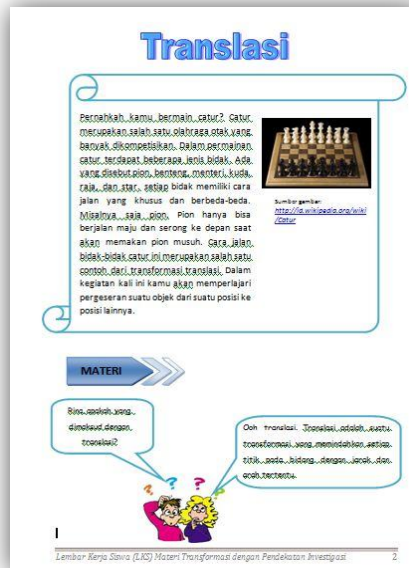 Translasi
Pernahkah kamu bermain catur? Catur
merupakan salah satu olahraga otak yang
banyak dikompetisikan. Dalam permainan
catur terdapat beberapa jenis bidak. Ada
yang disebut pion, benteng, menteri, kuda,
raja, dan star. setiap bidak memiliki cara
jalan yang khusus dan berbeda-beda.
Misalnya saja pion. Pion hanya bisa
berjalan maju dan serong ke depan saat
akan memakan pion musuh. Cara jalan
bidak-bidak catur ini merupakan salah satu
contoh dari transformasi translasi. Dalam
kegiatan kali ini kamu akan memperlajari
pergeseran suatu objek dari suatu posisi ke
posisi lainnya.
Sumber gambar:
http://id.wikipedia.org/wiki
/Catur
MATERI
Bing, apakah yang
dimaksud dengan
translasi?
Ooh translasi. Translasi adalah suatu
transformasi yang memindahkan setiap
titik pada bidang dengan jarak dan
arah tertentu.
Lembar Kerja Siswa (LKS) Materi Transformasi dengan Pendekatan Investigasi 2